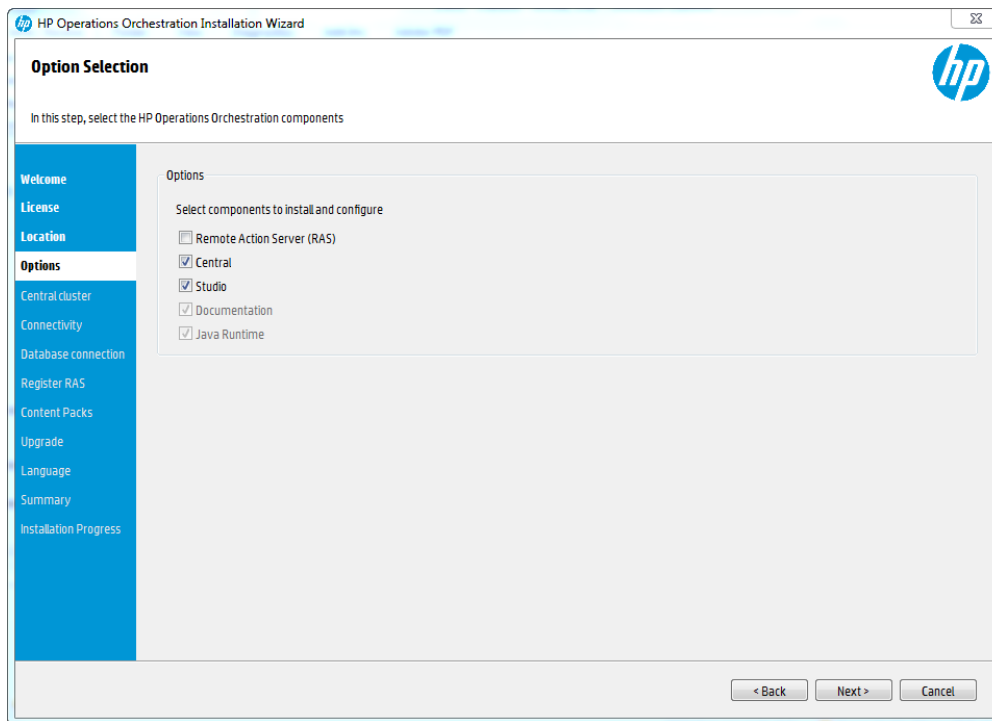 HP Operations Orchestration Installation Wizard
Option Selection
hp
In this step, select the HP Operations Orchestration components
Welcome
License
Location
Options
Central cluster
Connectivity
Database connection
Register RAS
Content Packs
Upgrade
Language
Summary
Installation Progress
Options
Select components to install and configure
Remote Action Server (RAS)
Central
Studio
Documentation
Java Runtime
< Back
Next >
Cancel